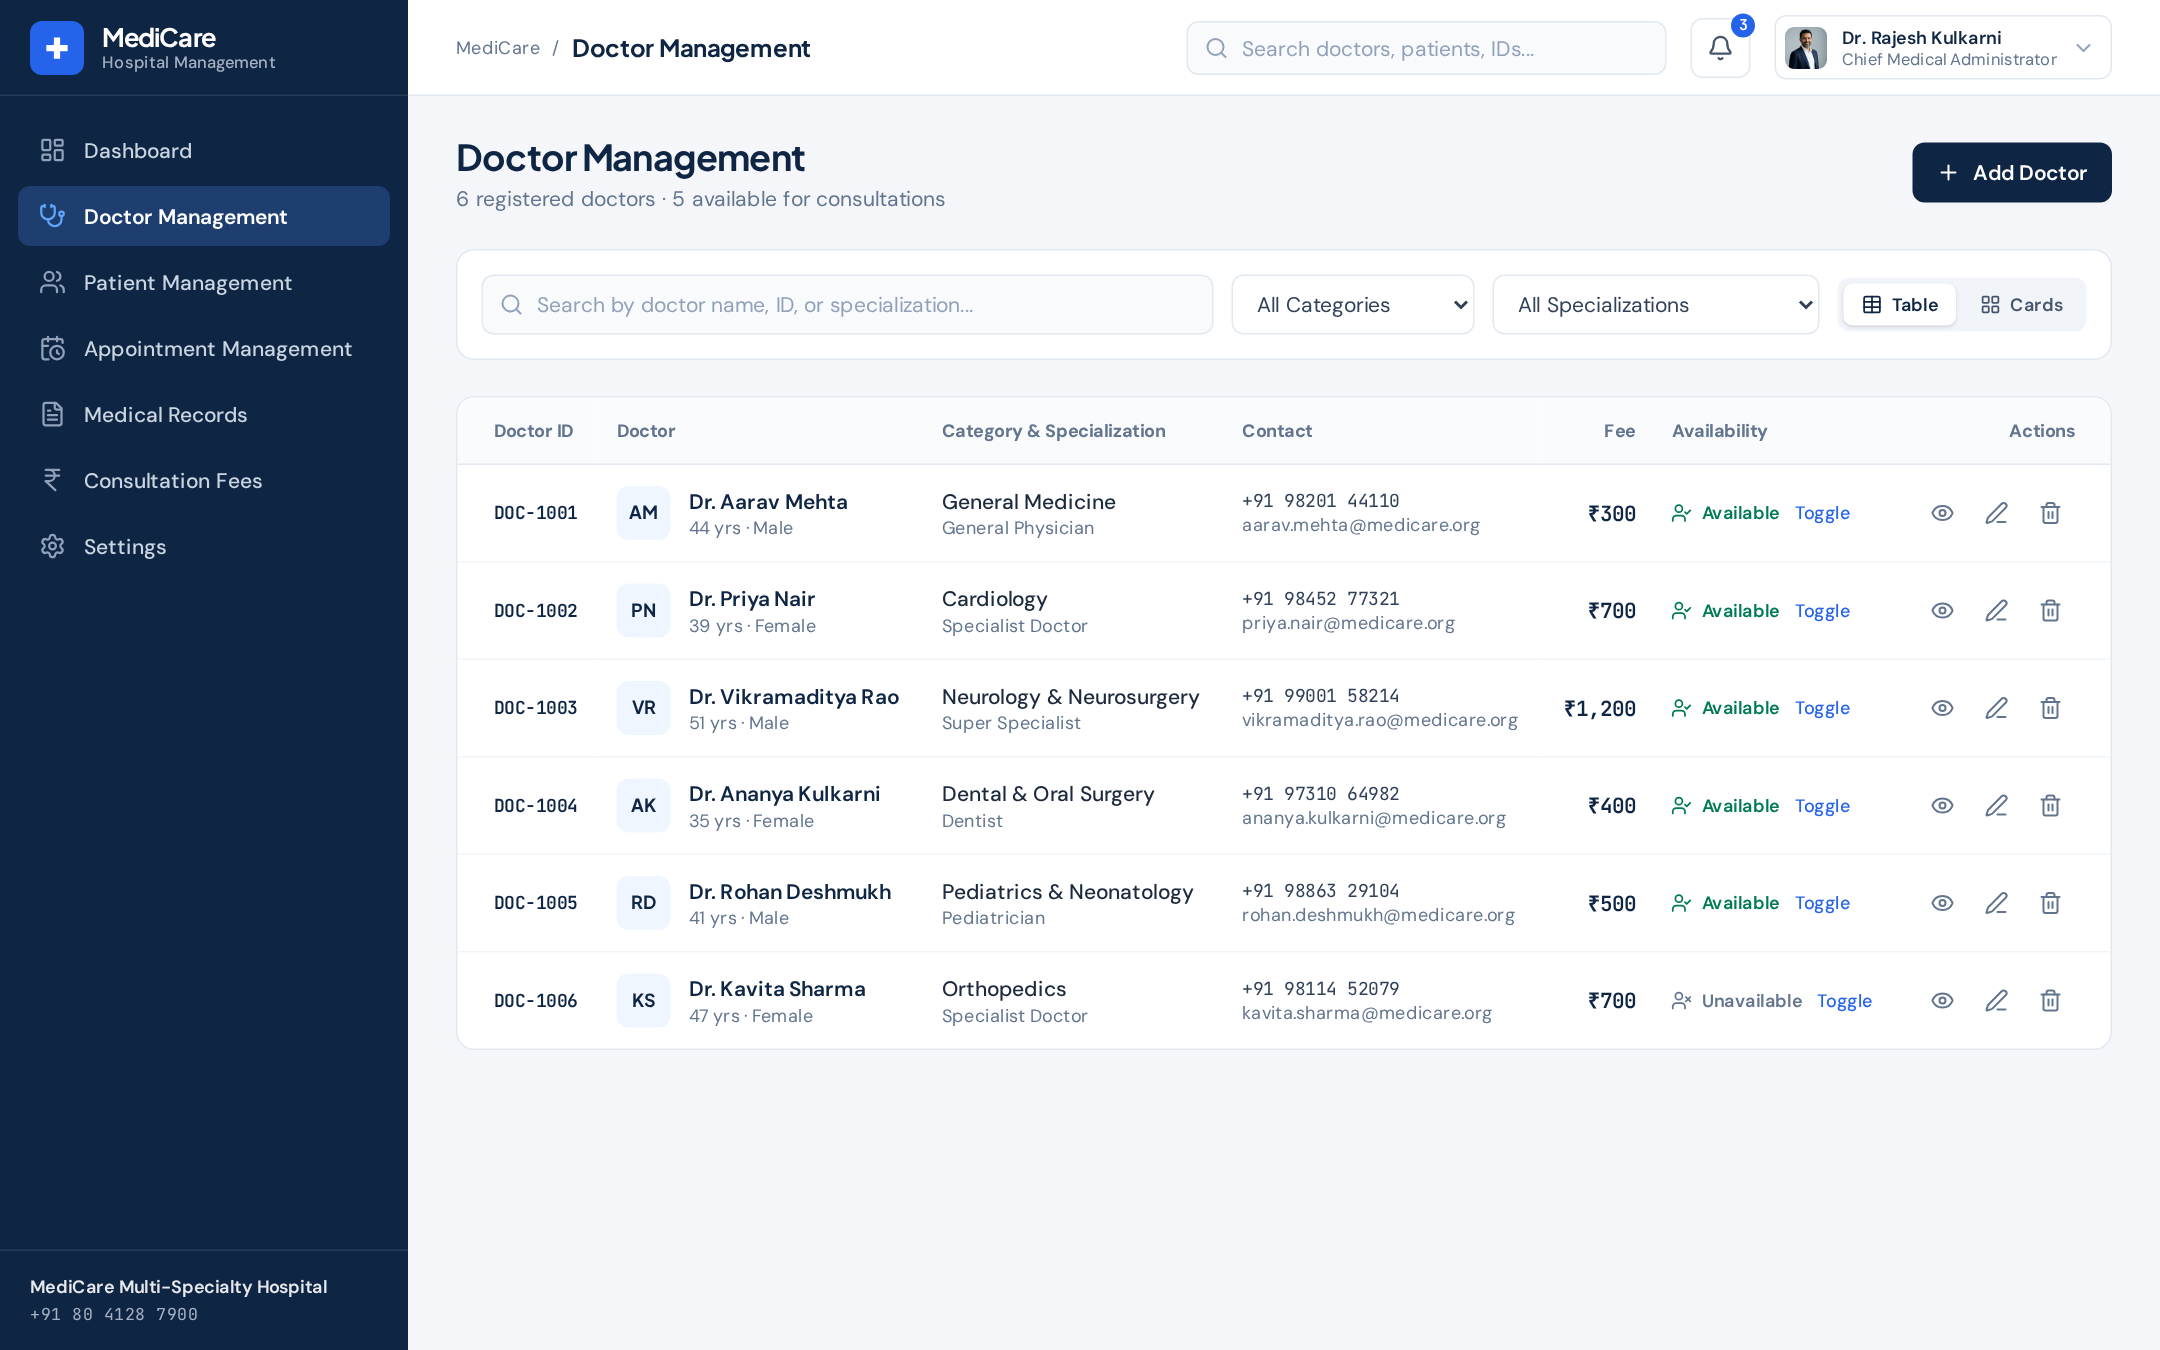 MediCare
Hospital Management
Dashboard
Doctor Management
Patient Management
Appointment Management
Medical Records
Consultation Fees
Settings
MediCare Multi-Specialty Hospital
+91 80 4128 7900
MediCare / Doctor Management
Search doctors, patients, IDs...
3
Dr. Rajesh Kulkarni
Chief Medical Administrator
Doctor Management
6 registered doctors · 5 available for consultations
Add Doctor
Search by doctor name, ID, or specialization...
All Categories
All Specializations
Table
Cards
Doctor ID Doctor Category & Specialization Contact Fee Availability Actions
DOC-1001 AM Dr. Aarav Mehta General Medicine +91 98201 44110 ₹300 Available Toggle
44 yrs · Male General Physician aarav.mehta@medicare.org
DOC-1002 PN Dr. Priya Nair Cardiology +91 98452 77321 ₹700 Available Toggle
39 yrs · Female Specialist Doctor priya.nair@medicare.org
DOC-1003 VR Dr. Vikramaditya Rao Neurology & Neurosurgery +91 99001 58214 ₹1,200 Available Toggle
51 yrs · Male Super Specialist vikramaditya.rao@medicare.org
DOC-1004 AK Dr. Ananya Kulkarni Dental & Oral Surgery +91 97310 64982 ₹400 Available Toggle
35 yrs · Female Dentist ananya.kulkarni@medicare.org
DOC-1005 RD Dr. Rohan Deshmukh Pediatrics & Neonatology +91 98863 29104 ₹500 Available Toggle
41 yrs · Male Pediatrician rohan.deshmukh@medicare.org
DOC-1006 KS Dr. Kavita Sharma Orthopedics +91 98114 52079 ₹700 Unavailable Toggle
47 yrs · Female Specialist Doctor kavita.sharma@medicare.org